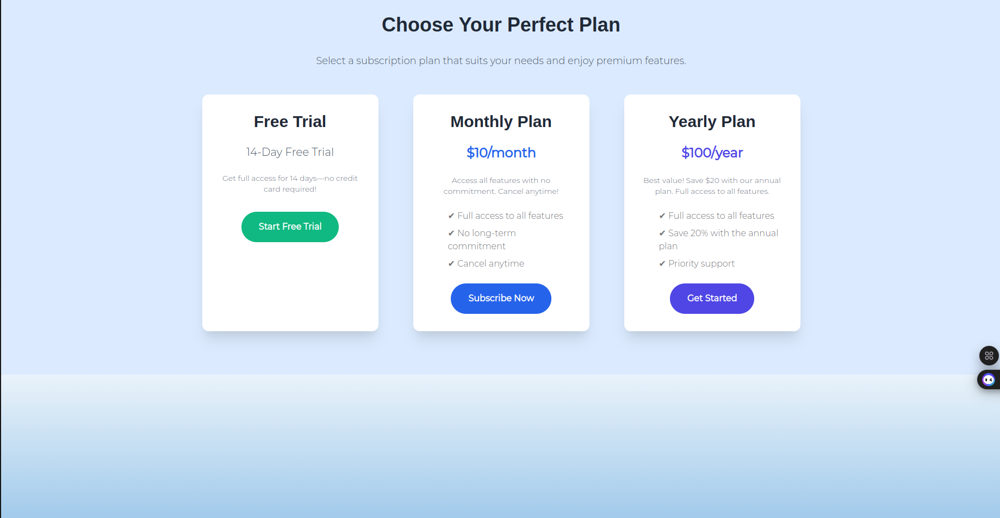 Choose Your Perfect Plan
Select a subscription plan that suits your needs and enjoy premium features.
Free Trial
14-Day Free Trial
Get full access for 14 days—no credit
card required!
Start Free Trial
Monthly Plan
$10/month
Access all features with no
commitment. Cancel anytime!
✔ Full access to all features
✔ No long-term
commitment
✔ Cancel anytime
Subscribe Now
Yearly Plan
$100/year
Best value! Save $20 with our annual
plan. Full access to all features.
✔ Full access to all features
✔ Save 20% with the annual
plan
✔ Priority support
Get Started